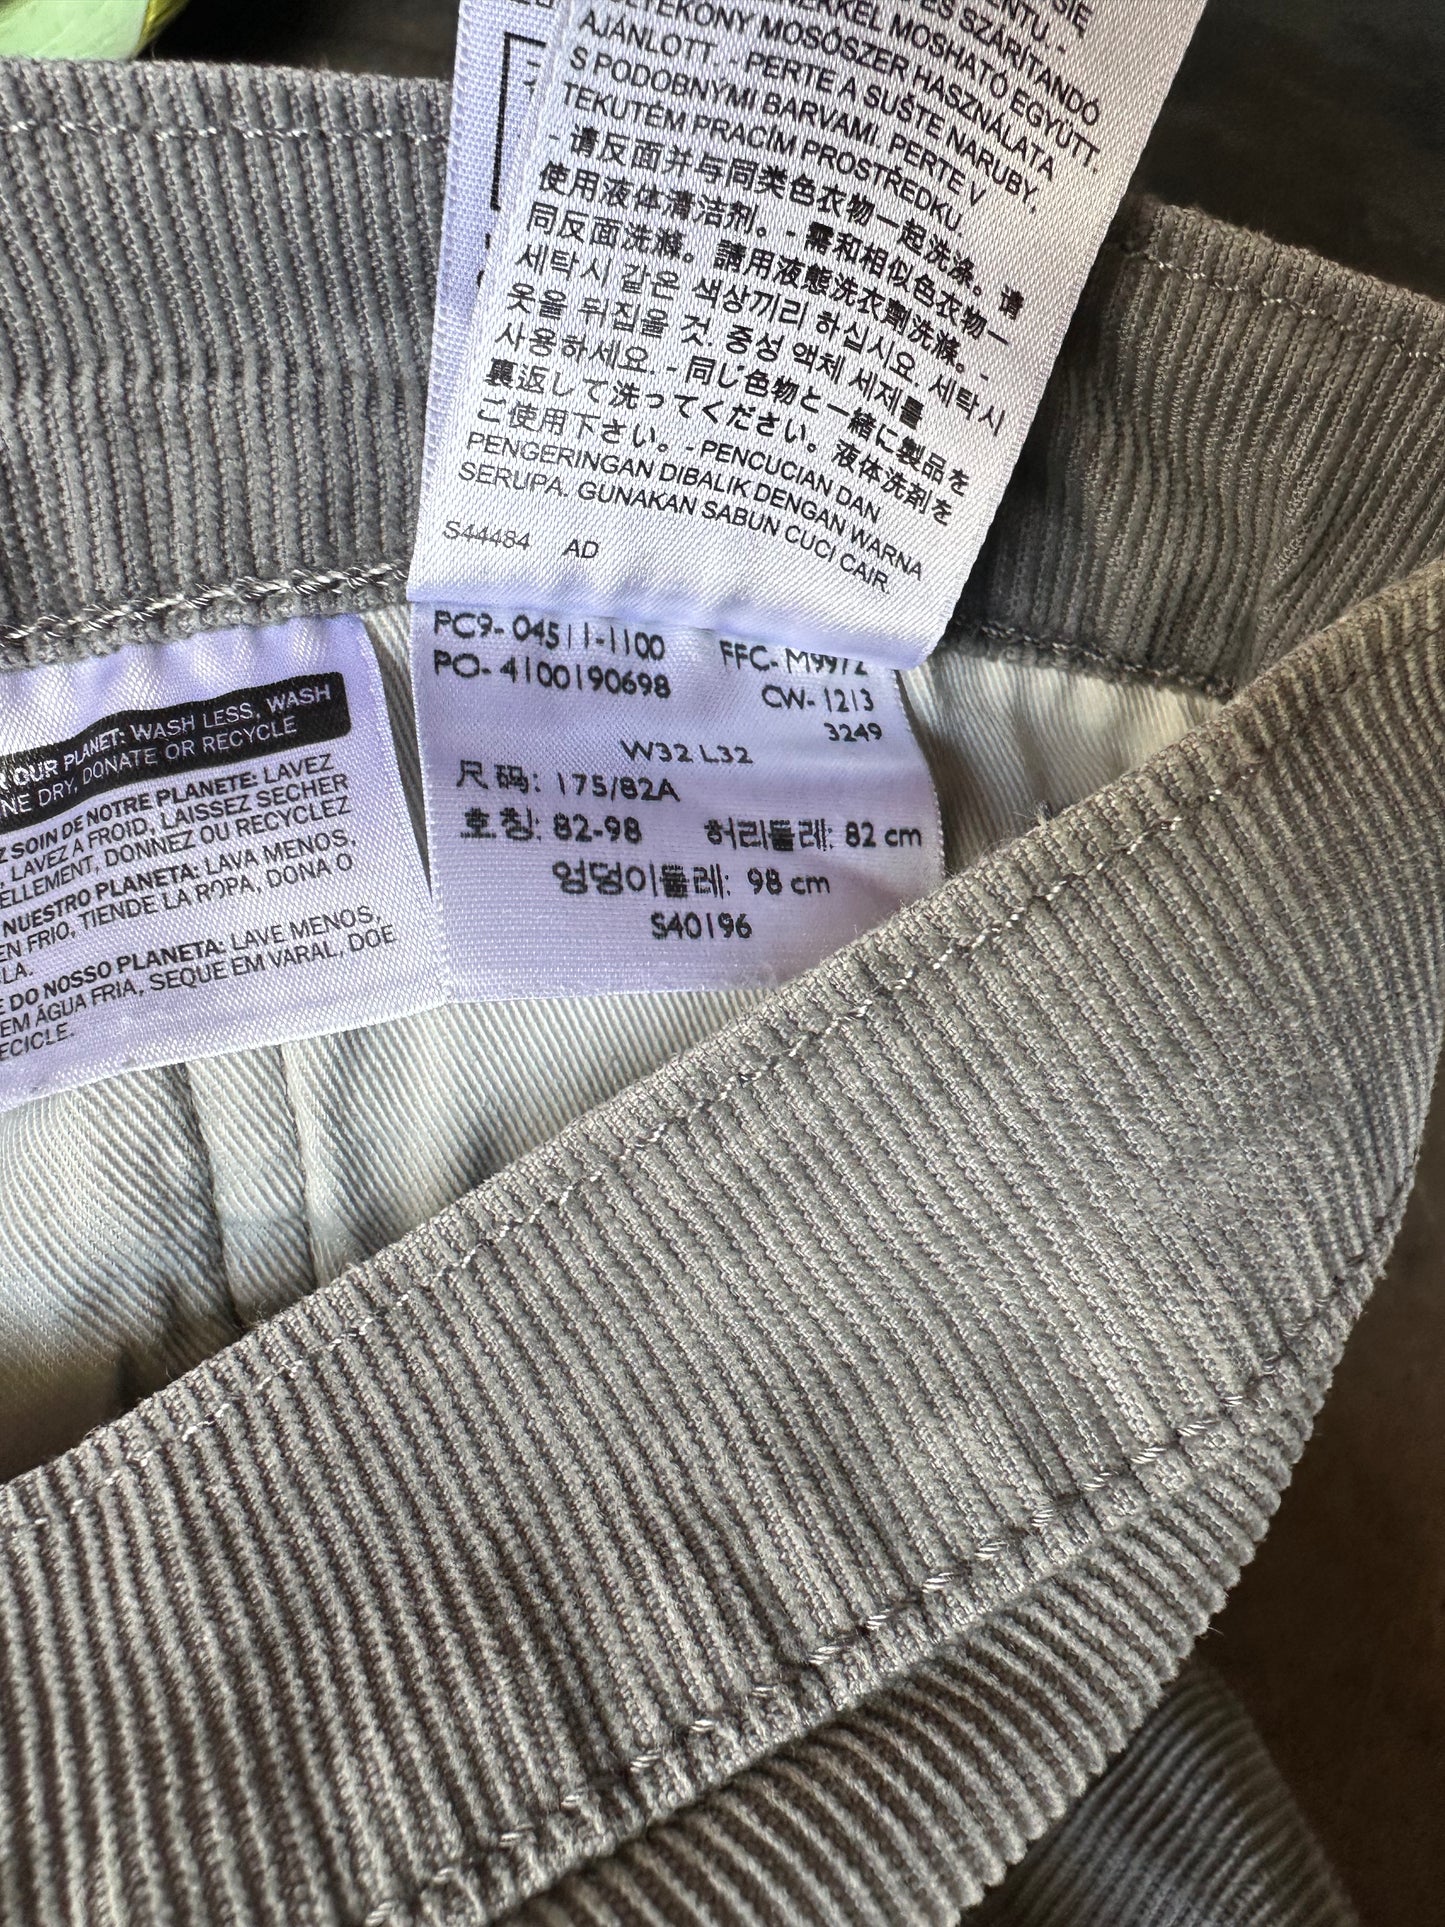 SIĘ
ÉS SZÁRÍTANDÓ
MOSHATÓ EGYÜTT.
MOSÓSZER HASZNÁLATA
AJÁNLOTT. - PERTE A SUŠTE NARUBY,
S PODOBNÝMI BARVAMI. PERTE V
TEKUTÉM PRACÍM PROSTŘEDKU.
- 请反面并与同类色衣物一起洗涤。请
使用液体清洁剂。- 需和相似色衣物一
同反面洗滌。請用液態洗衣劑洗滌。-
세탁시 같은 색상끼리 하십시요. 세탁시
옷을 뒤집을 것. 중성 액체 세제를
사용하세요. - 同じ色物と一緒に製品を
裏返して洗ってください。液体洗剤を
ご使用下さい。- PENCUCIAN DAN
PENGERINGAN DIBALIK DENGAN WARNA
SERUPA. GUNAKAN SABUN CUCI CAIR.
S44484 AD
PC9- 04511-1100 FFC- M9972
PO- 4100190698 CW- 1213
3249
W32 L32
尺码: 175/82A
호칭: 82-98 허리둘레: 82 cm
엉덩이둘레: 98 cm
S40196
OUR PLANET: WASH LESS, WASH
DRY, DONATE OR RECYCLE
SOIN DE NOTRE PLANETE: LAVEZ
LAVEZ A FROID, LAISSEZ SECHER
DONNEZ OU RECYCLEZ
NUESTRO PLANETA: LAVA MENOS,
EN FRIO, TIENDE LA ROPA, DONA O
DO NOSSO PLANETA: LAVE MENOS,
EM ÁGUA FRIA, SEQUE EM VARAL, DOE